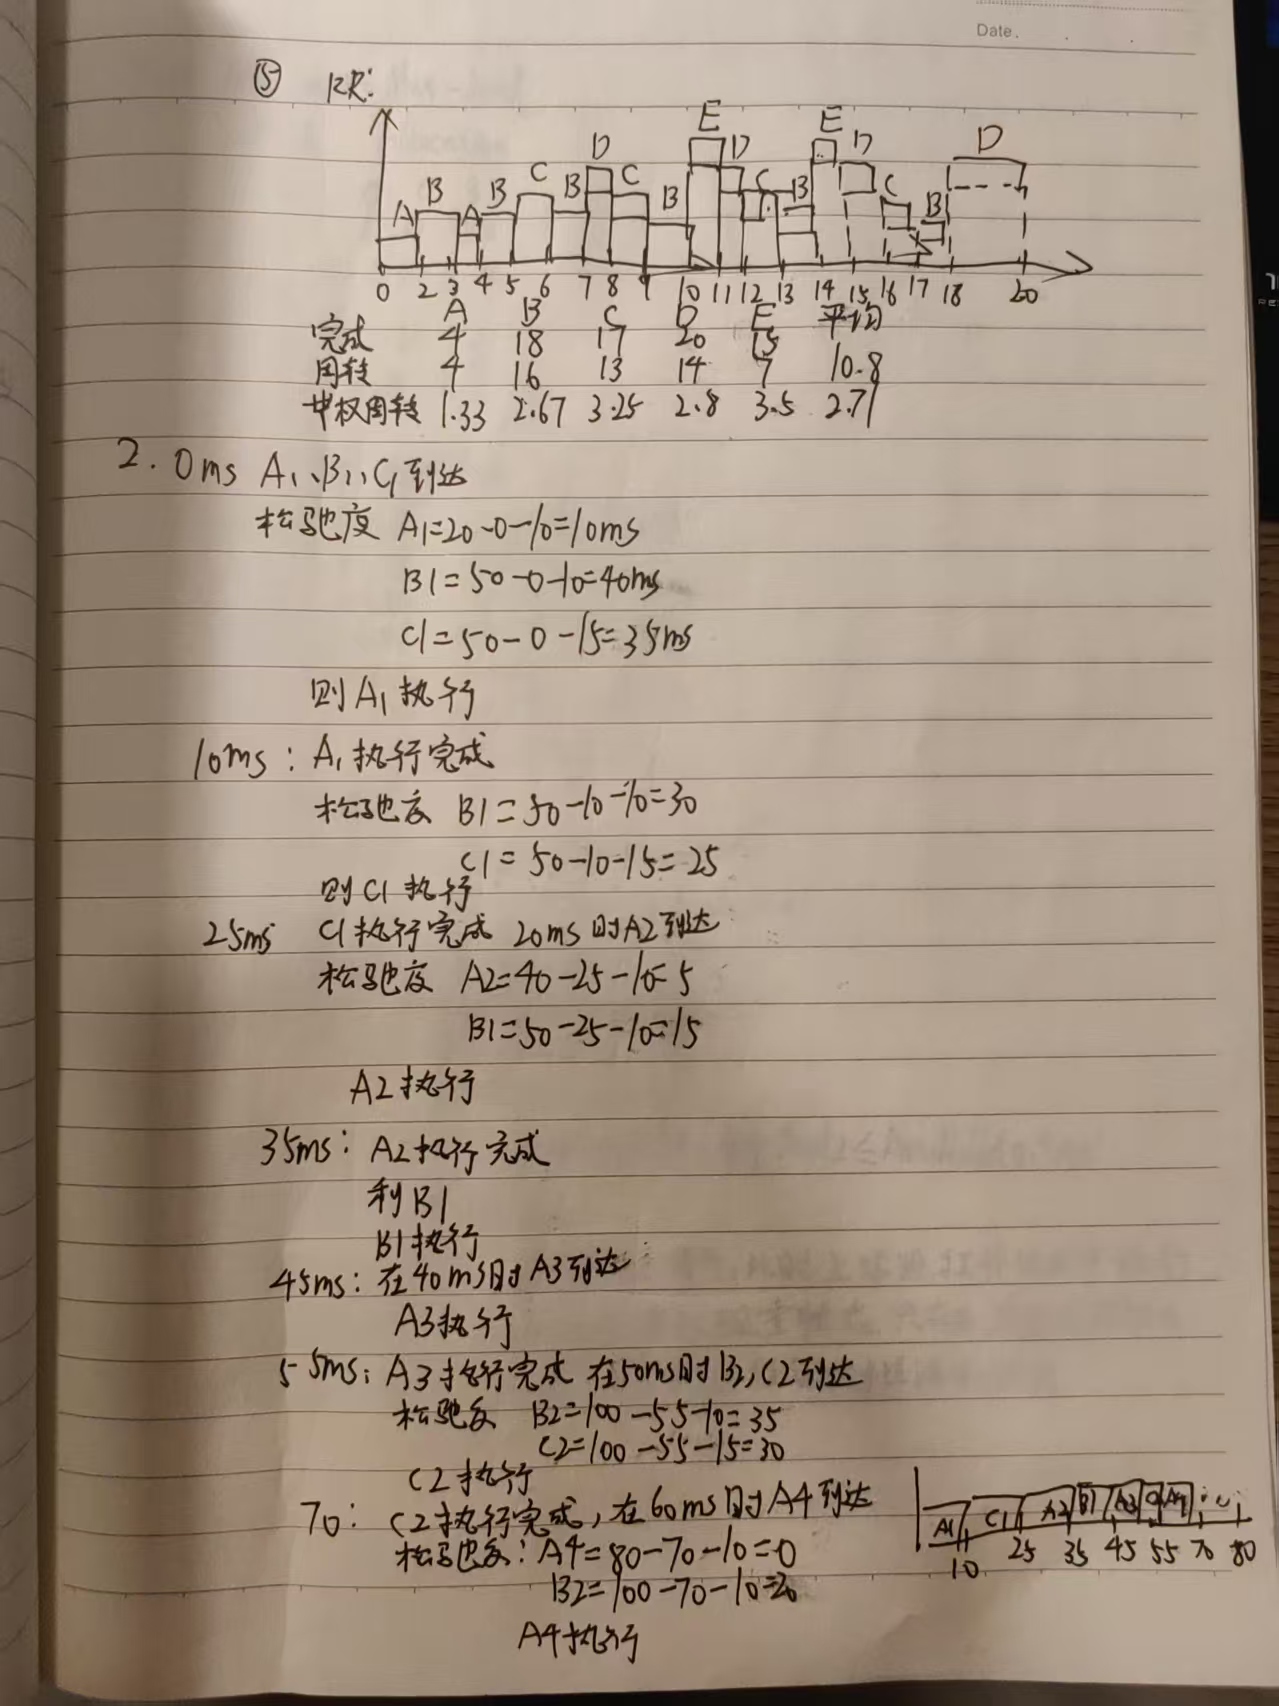 Date.
⑤ RR:
E E
D D D D
B B C B C B C B C B
A A
0 2 3 4 5 6 7 8 9 10 11 12 13 14 15 16 17 18 20
A B C D E 平均
完成 4 18 17 20 15
周转 4 16 13 14 7 10.8
带权周转 1.33 2.67 3.25 2.8 3.5 2.71
2. 0ms A₁、B₁、C₁到达
松弛度 A1=20-0-10=10ms
B1=50-0-10=40ms
C1=50-0-15=35ms
则A₁执行
10ms: A₁执行完成
松弛度 B1=50-10-10=30
C1=50-10-15=25
则C1执行
25ms C1执行完成 20ms时A2到达
松弛度 A2=40-25-10=5
B1=50-25-10=15
A2执行
35ms: A2执行完成
利B1
B1执行
45ms: 在40ms时A3到达
A3执行
55ms: A3执行完成 在50ms时B2,C2到达
松弛度 B2=100-55-10=35
C2=100-55-15=30
C2执行
70: C2执行完成,在60ms时A4到达
松弛度: A4=80-70-10=0
B2=100-70-10=20
A4执行
A1 C1 A2 B1 A3 A4
10 25 35 45 55 70 80